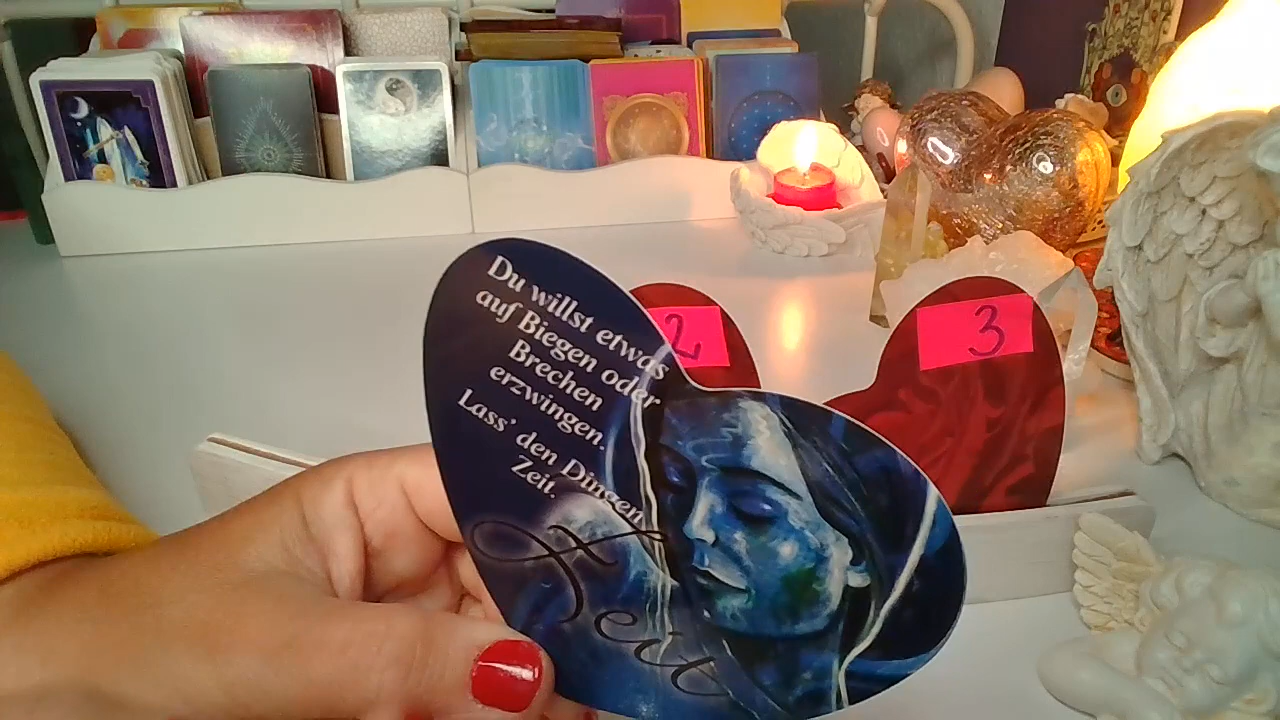 Du willst etwas
auf Biegen oder
Brechen
erzwingen.
Lass' den Dingen
Zeit.
Zeit
2
3